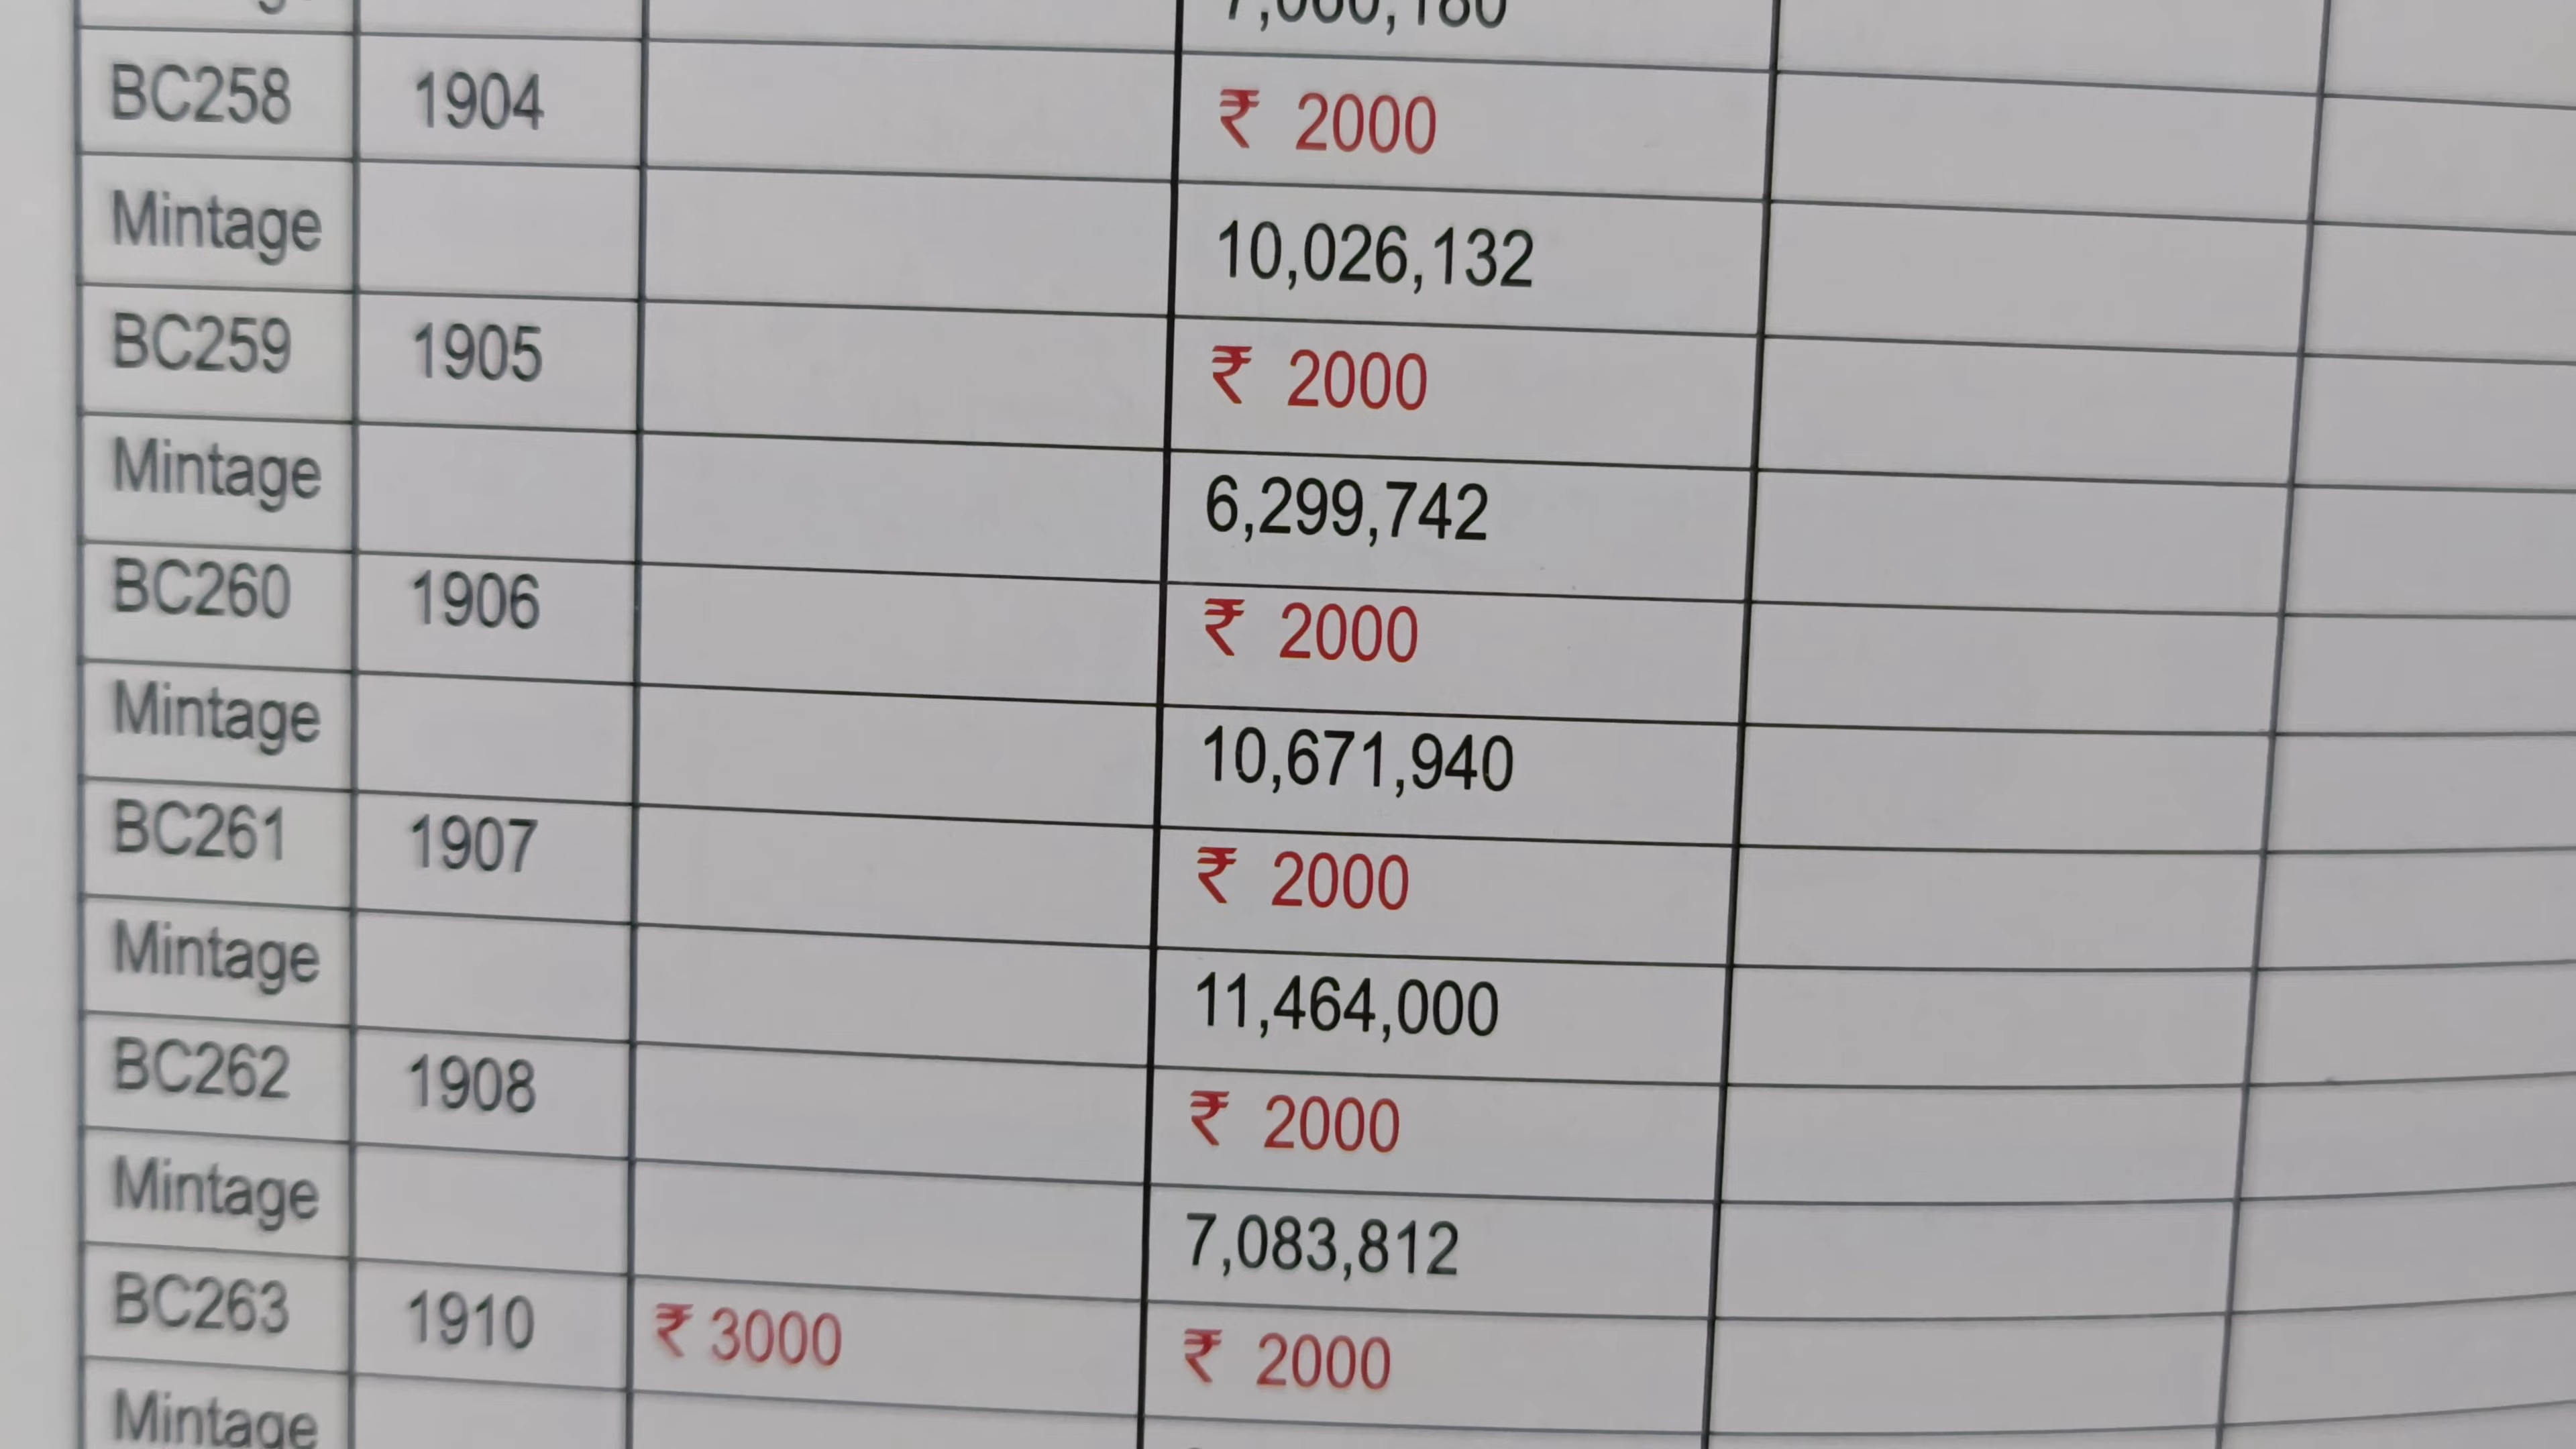 BC258 1904 ₹ 2000
Mintage 10,026,132
BC259 1905 ₹ 2000
Mintage 6,299,742
BC260 1906 ₹ 2000
Mintage 10,671,940
BC261 1907 ₹ 2000
Mintage 11,464,000
BC262 1908 ₹ 2000
Mintage 7,083,812
BC263 1910 ₹ 3000 ₹ 2000
Mintage